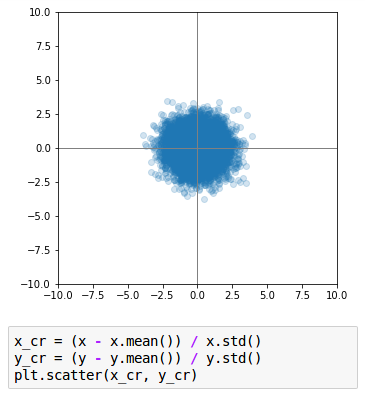 10.0
7.5
5.0
2.5
0.0
−2.5
−5.0
−7.5
−10.0
−10.0 −7.5 −5.0 −2.5 0.0 2.5 5.0 7.5 10.0
x_cr = (x - x.mean()) / x.std()
y_cr = (y - y.mean()) / y.std()
plt.scatter(x_cr, y_cr)